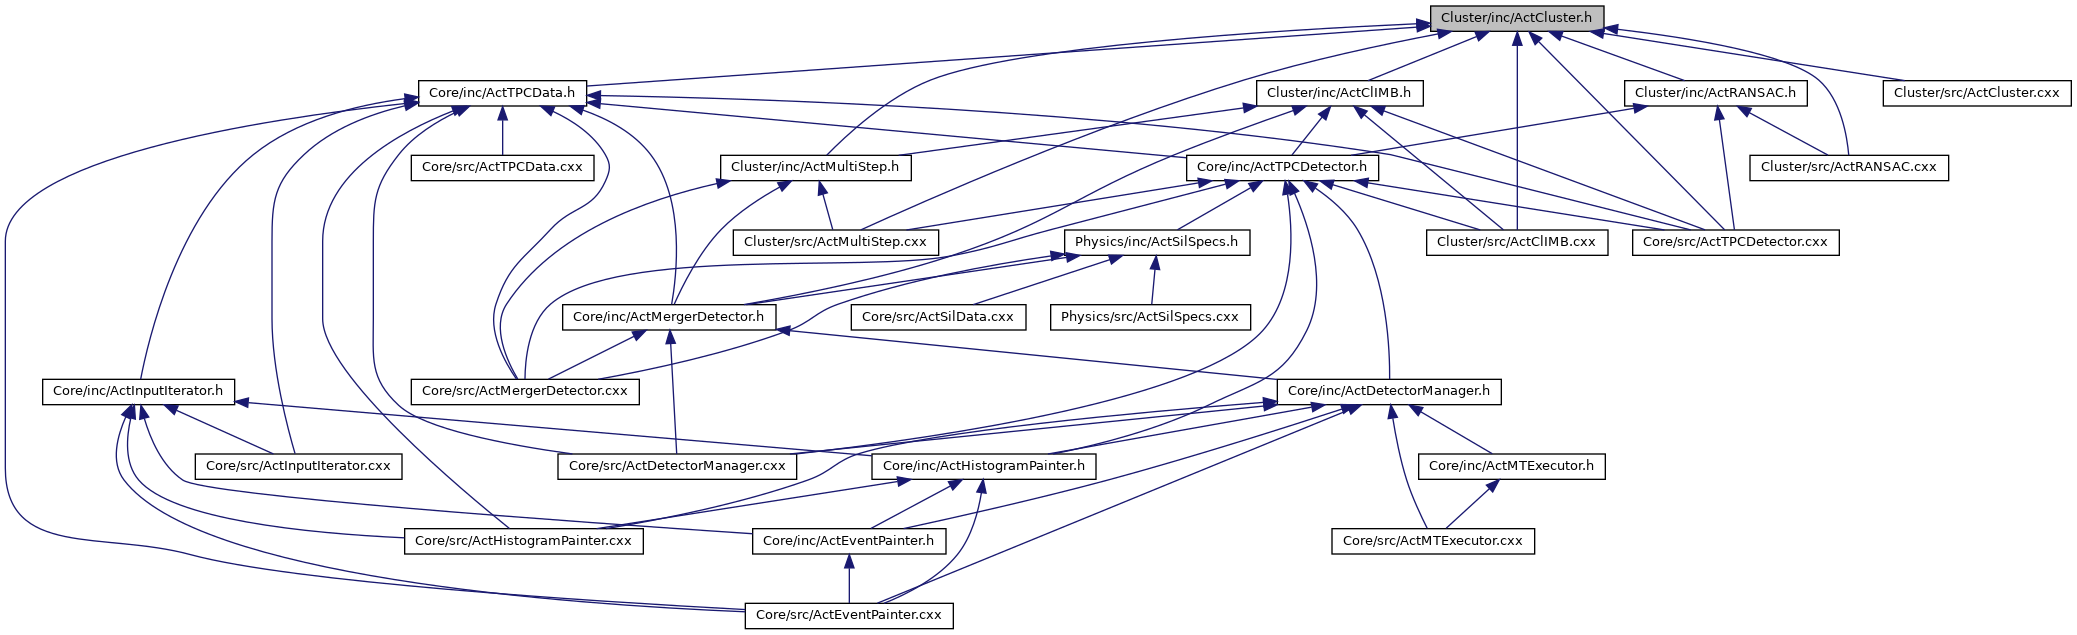 Cluster/inc/ActCluster.h
Core/inc/ActTPCData.h
Cluster/inc/ActClIMB.h
Cluster/inc/ActRANSAC.h
Cluster/src/ActCluster.cxx
Core/src/ActTPCData.cxx
Cluster/inc/ActMultiStep.h
Core/inc/ActTPCDetector.h
Cluster/src/ActRANSAC.cxx
Cluster/src/ActMultiStep.cxx
Physics/inc/ActSilSpecs.h
Cluster/src/ActClIMB.cxx
Core/src/ActTPCDetector.cxx
Core/inc/ActMergerDetector.h
Core/src/ActSilData.cxx
Physics/src/ActSilSpecs.cxx
Core/inc/ActInputIterator.h
Core/src/ActMergerDetector.cxx
Core/inc/ActDetectorManager.h
Core/src/ActInputIterator.cxx
Core/src/ActDetectorManager.cxx
Core/inc/ActHistogramPainter.h
Core/inc/ActMTExecutor.h
Core/src/ActHistogramPainter.cxx
Core/inc/ActEventPainter.h
Core/src/ActMTExecutor.cxx
Core/src/ActEventPainter.cxx